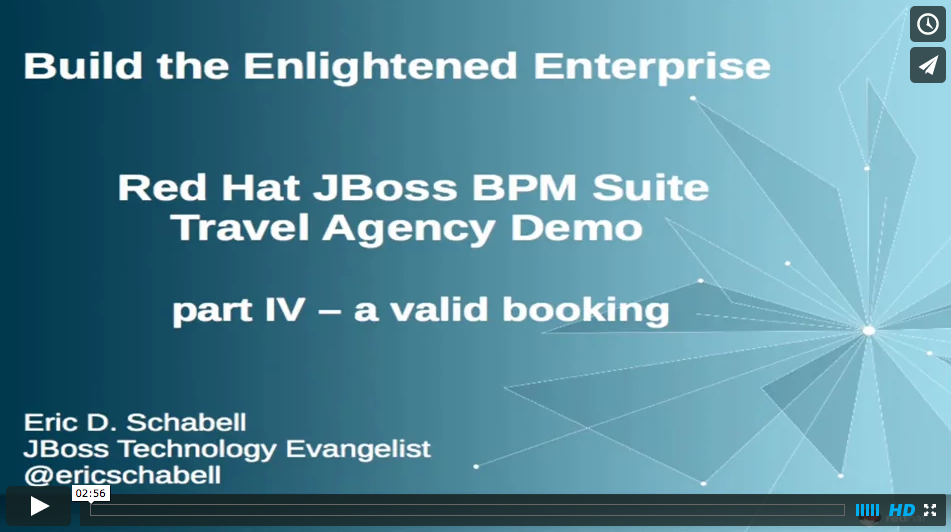 Build the Enlightened Enterprise
Red Hat JBoss BPM Suite
Travel Agency Demo
part IV – a valid booking
Eric D. Schabell
JBoss Technology Evangelist
@ericschabell
02:56
HD